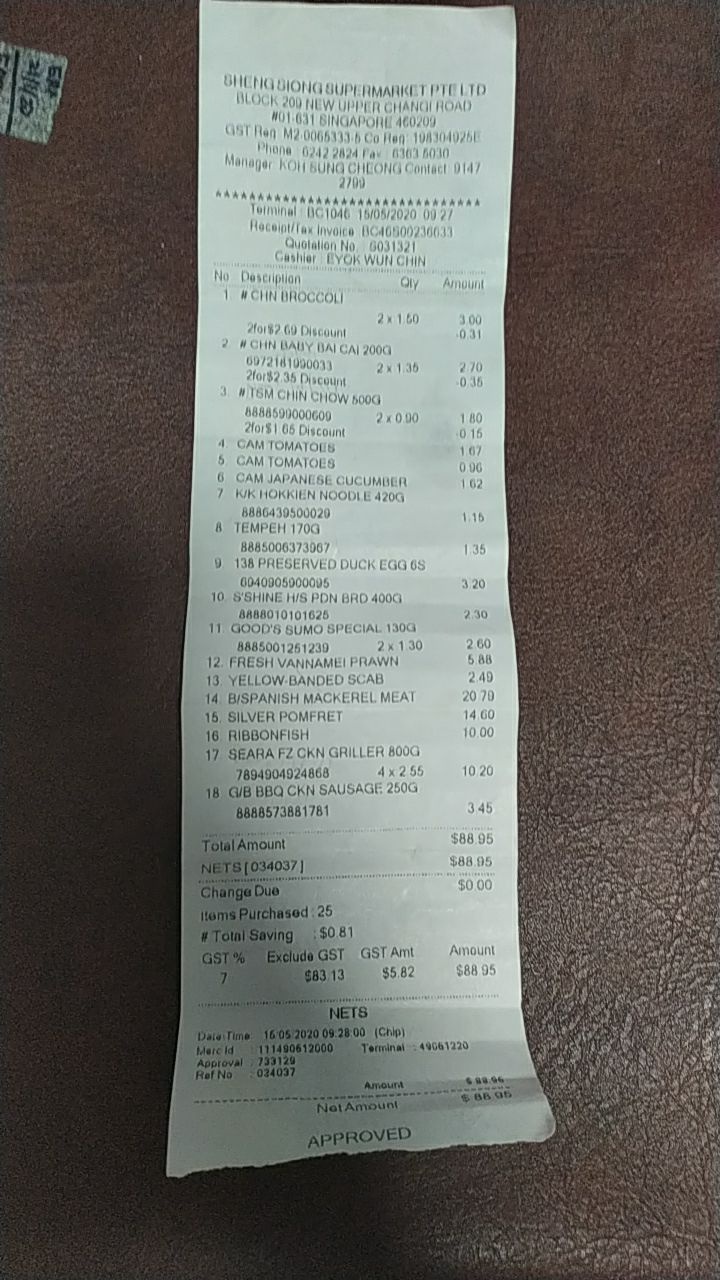 SHENG SIONG SUPERMARKET PTE LTD
BLOCK 209 NEW UPPER CHANGI ROAD
#01-631 SINGAPORE 460209
GST Reg: M2-0065333-5 Co Reg: 198304925E
Phone : 6242 2824 Fax : 6363 5030
Manager: KOH SUNG CHEONG Contact: 9147
2799
******************************
Terminal : BC1046 15/05/2020 09:27
Receipt/Tax Invoice: BC46S00236633
Quotation No. : S031321
Cashier : EYOK WUN CHIN
No. Description Qty Amount
1. # CHN BROCCOLI
2 x 1.50 3.00
2for$2.69 Discount -0.31
2. # CHN BABY BAI CAI 200G
6972181990033 2 x 1.35 2.70
2for$2.35 Discount -0.35
3. # TSM CHIN CHOW 500G
8888599000609 2 x 0.90 1.80
2for$1.65 Discount -0.15
4. CAM TOMATOES 1.67
5. CAM TOMATOES 0.96
6. CAM JAPANESE CUCUMBER 1.62
7. K/K HOKKIEN NOODLE 420G
8886439500029 1.15
8. TEMPEH 170G
8885006373967 1.35
9. 138 PRESERVED DUCK EGG 6S
6040905900095 3.20
10. S'SHINE H/S PDN BRD 400G
8888010101625 2.30
11. GOOD'S SUMO SPECIAL 130G
8885001251239 2 x 1.30 2.60
12. FRESH VANNAMEI PRAWN 5.88
13. YELLOW-BANDED SCAB 2.49
14. B/SPANISH MACKEREL MEAT 20.79
15. SILVER POMFRET 14.60
16. RIBBONFISH 10.00
17. SEARA FZ CKN GRILLER 800G
7894904924868 4 x 2.55 10.20
18. G/B BBQ CKN SAUSAGE 250G
8888573881781 3.45
Total Amount $88.95
NETS [ 034037 ] $88.95
Change Due $0.00
Items Purchased : 25
# Total Saving : $0.81
GST % Exclude GST GST Amt Amount
7 $83.13 $5.82 $88.95
NETS
Date/Time: 15/05/2020 09:28:00 (Chip)
Merc Id : 111490612000 Terminal : 49061220
Approval : 733129
Ref No : 034037
Amount $ 88.95
Net Amount $ 88.95
APPROVED